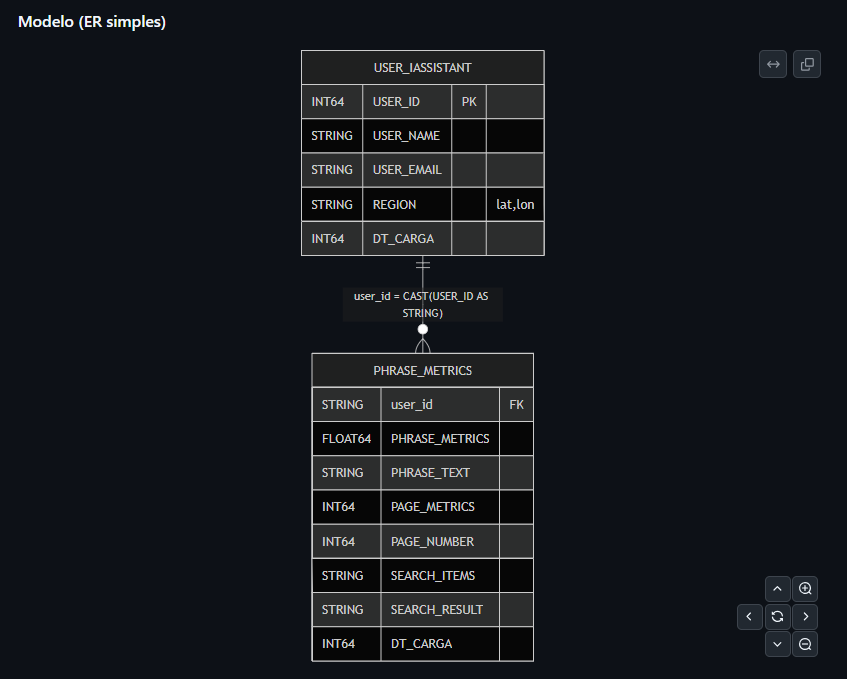 Modelo (ER simples)
USER_IASSISTANT
INT64 USER_ID PK
STRING USER_NAME
STRING USER_EMAIL
STRING REGION lat,lon
INT64 DT_CARGA
user_id = CAST(USER_ID AS
STRING)
PHRASE_METRICS
STRING user_id FK
FLOAT64 PHRASE_METRICS
STRING PHRASE_TEXT
INT64 PAGE_METRICS
INT64 PAGE_NUMBER
STRING SEARCH_ITEMS
STRING SEARCH_RESULT
INT64 DT_CARGA